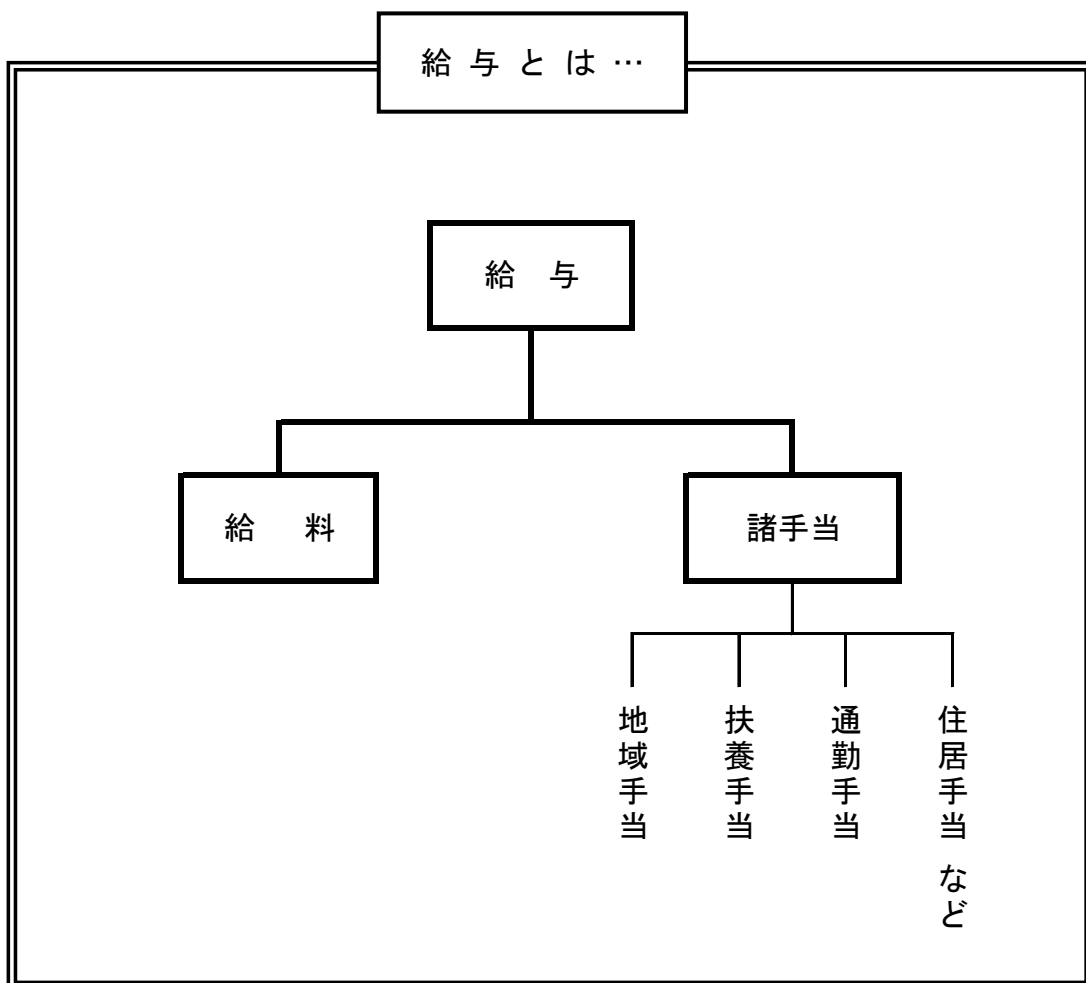 給与とは…
給与
給料
諸手当
地域手当
扶養手当
通勤手当
住居手当 など